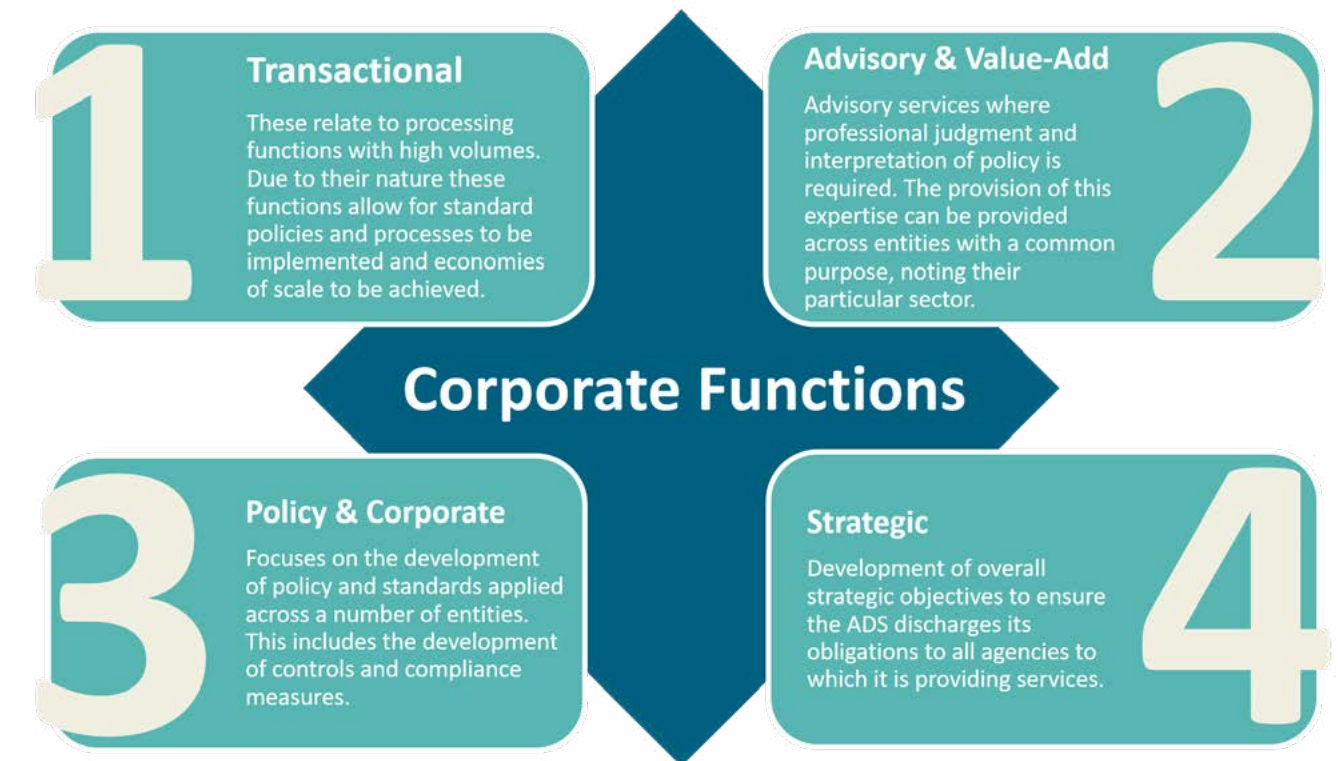 1
Transactional
These relate to processing
functions with high volumes.
Due to their nature these
functions allow for standard
policies and processes to be
implemented and economies
of scale to be achieved.
2
Advisory & Value-Add
Advisory services where
professional judgment and
interpretation of policy is
required. The provision of this
expertise can be provided
across entities with a common
purpose, noting their
particular sector.
Corporate Functions
3
Policy & Corporate
Focuses on the development
of policy and standards applied
across a number of entities.
This includes the development
of controls and compliance
measures.
4
Strategic
Development of overall
strategic objectives to ensure
the ADS discharges its
obligations to all agencies to
which it is providing services.